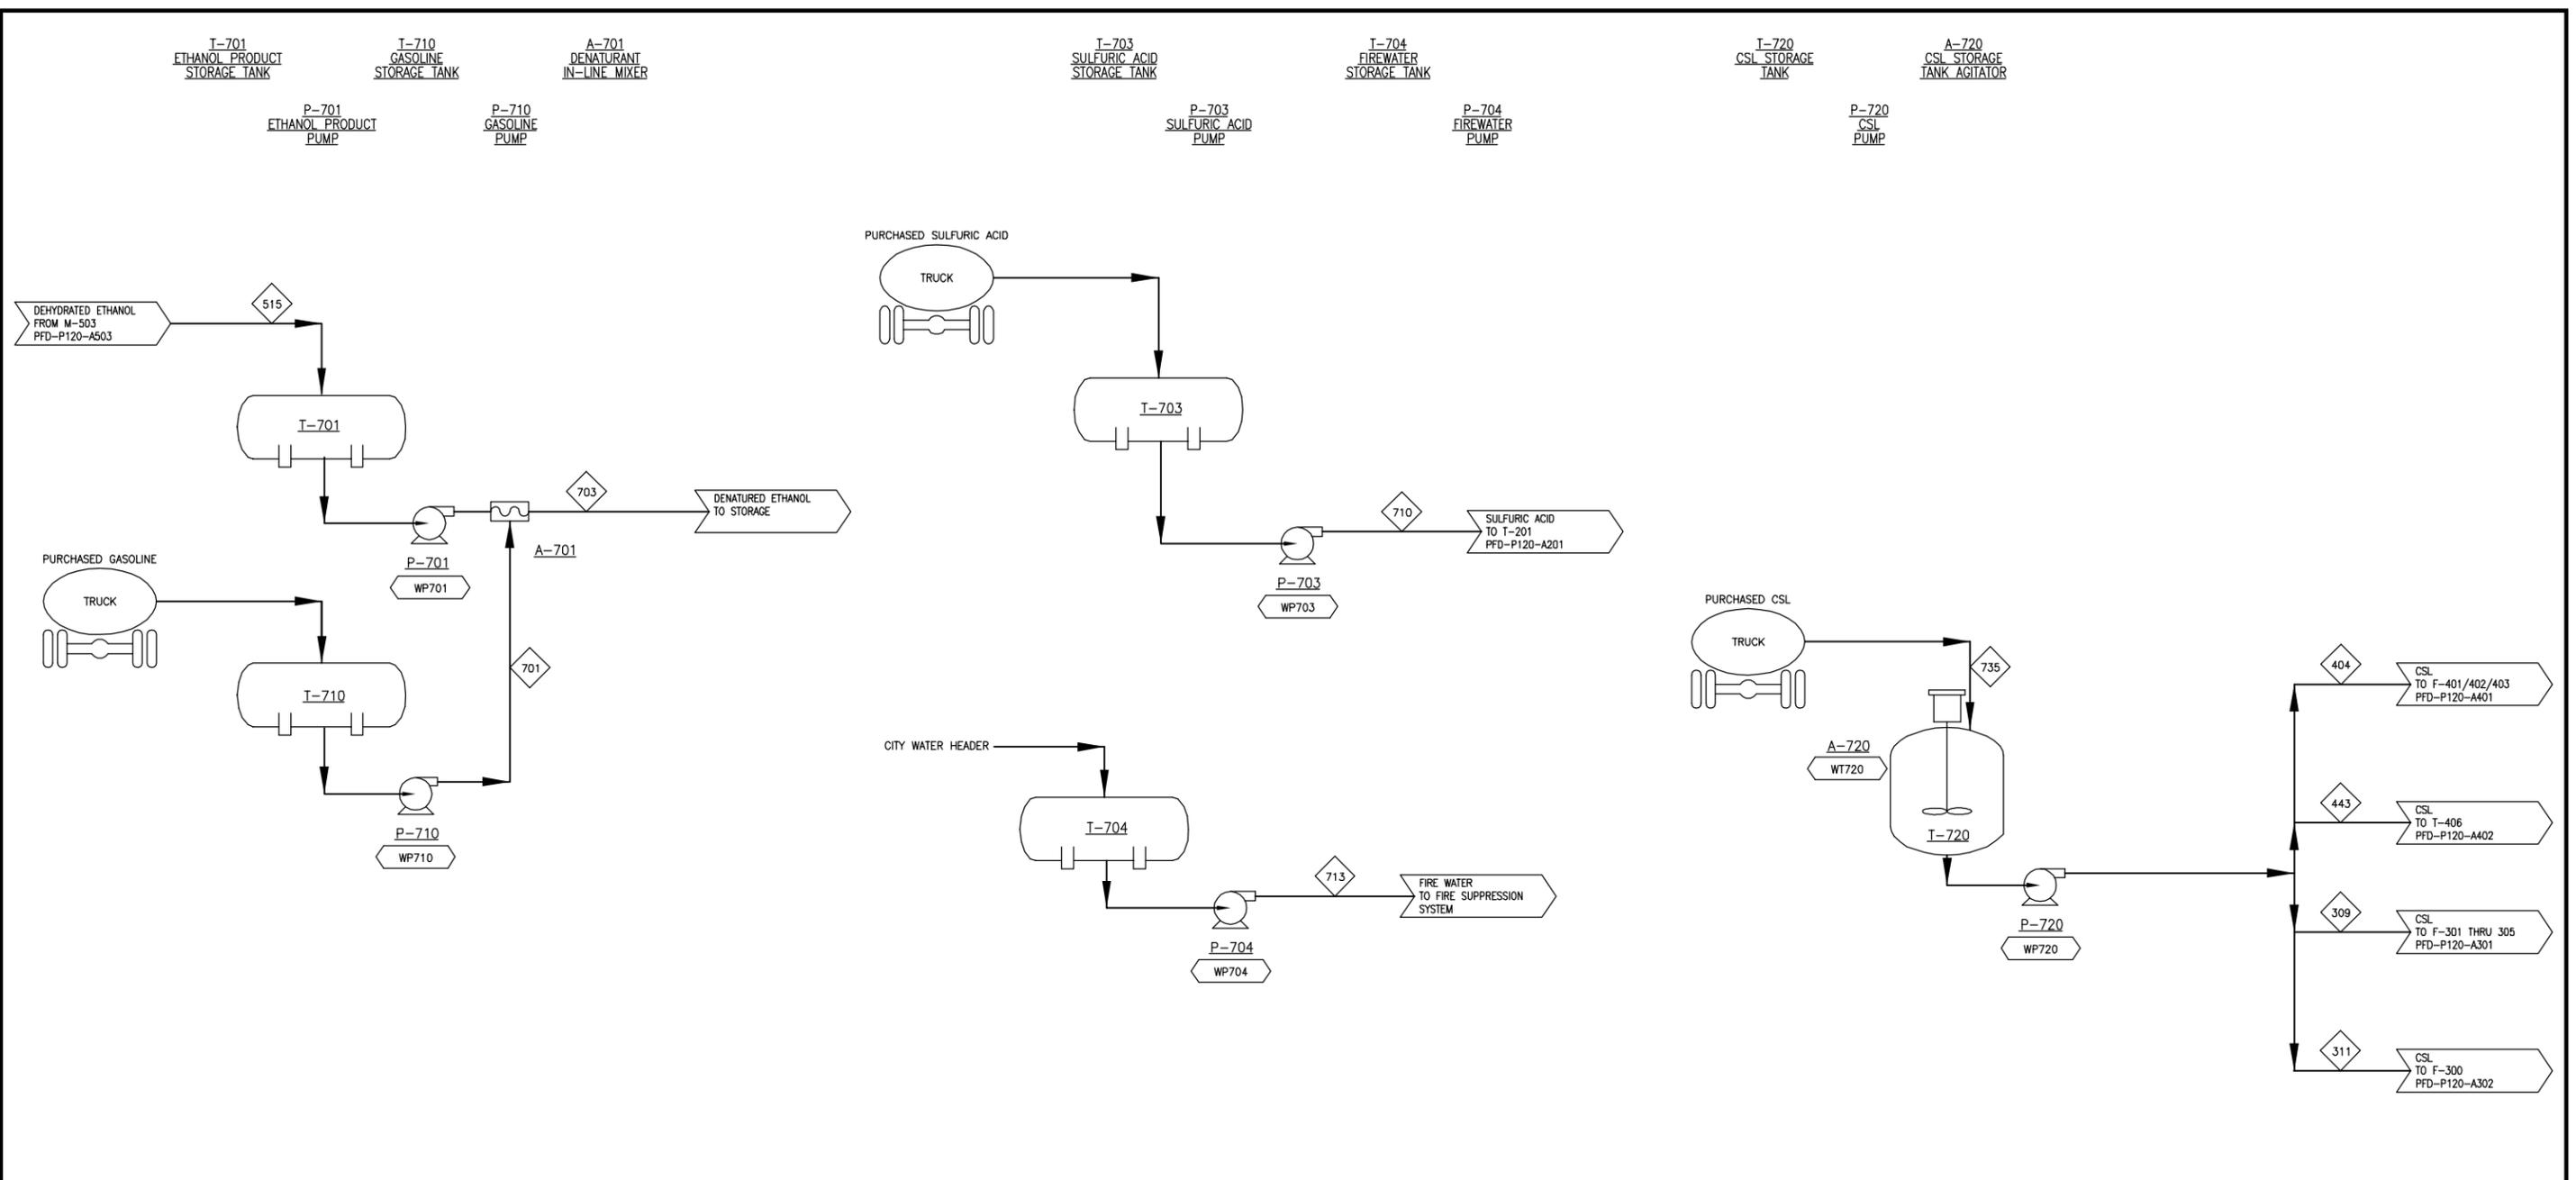 T-701
ETHANOL PRODUCT
STORAGE TANK
T-710
GASOLINE
STORAGE TANK
A-701
DENATURANT
IN-LINE MIXER
T-703
SULFURIC ACID
STORAGE TANK
T-704
FIREWATER
STORAGE TANK
T-720
CSL STORAGE
TANK
A-720
CSL STORAGE
TANK AGITATOR
P-701
ETHANOL PRODUCT
PUMP
P-710
GASOLINE
PUMP
P-703
SULFURIC ACID
PUMP
P-704
FIREWATER
PUMP
P-720
CSL
PUMP
DEHYDRATED ETHANOL
FROM M-503
PFD-P120-A503
515
T-701
703
DENATURED ETHANOL
TO STORAGE
A-701
P-701
WP701
PURCHASED GASOLINE
TRUCK
701
T-710
P-710
WP710
PURCHASED SULFURIC ACID
TRUCK
T-703
710
SULFURIC ACID
TO T-201
PFD-P120-A201
P-703
WP703
CITY WATER HEADER
T-704
713
FIRE WATER
TO FIRE SUPPRESSION
SYSTEM
P-704
WP704
PURCHASED CSL
TRUCK
735
A-720
WT720
T-720
P-720
WP720
404
CSL
TO F-401/402/403
PFD-P120-A401
443
CSL
TO T-406
PFD-P120-A402
309
CSL
TO F-301 THRU 305
PFD-P120-A301
311
CSL
TO F-300
PFD-P120-A302